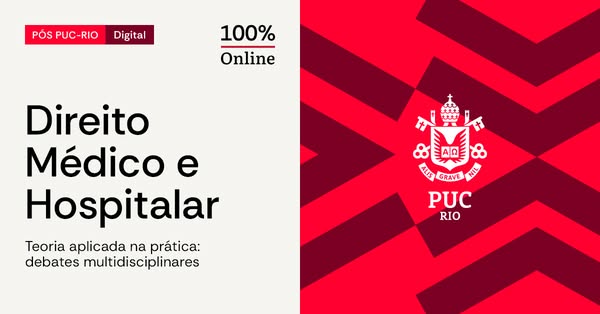 PÓS PUC-RIO Digital
100%
Online
Direito
Médico e
Hospitalar
Teoria aplicada na prática:
debates multidisciplinares
ΑΩ
ALIS GRAVE NIL
PUC
RIO